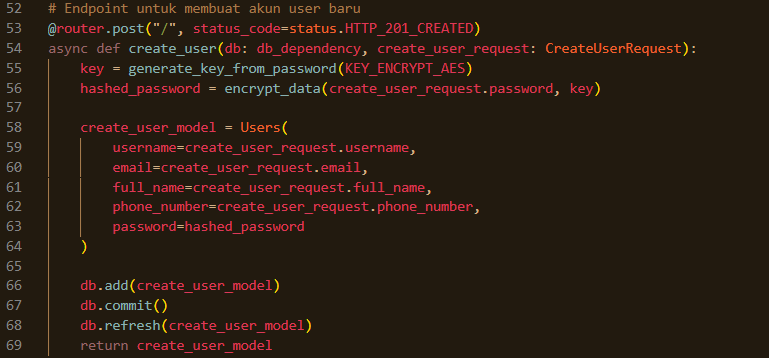 52 # Endpoint untuk membuat akun user baru
53 @router.post("/", status_code=status.HTTP_201_CREATED)
54 async def create_user(db: db_dependency, create_user_request: CreateUserRequest):
55     key = generate_key_from_password(KEY_ENCRYPT_AES)
56     hashed_password = encrypt_data(create_user_request.password, key)
57
58     create_user_model = Users(
59         username=create_user_request.username,
60         email=create_user_request.email,
61         full_name=create_user_request.full_name,
62         phone_number=create_user_request.phone_number,
63         password=hashed_password
64     )
65
66     db.add(create_user_model)
67     db.commit()
68     db.refresh(create_user_model)
69     return create_user_model